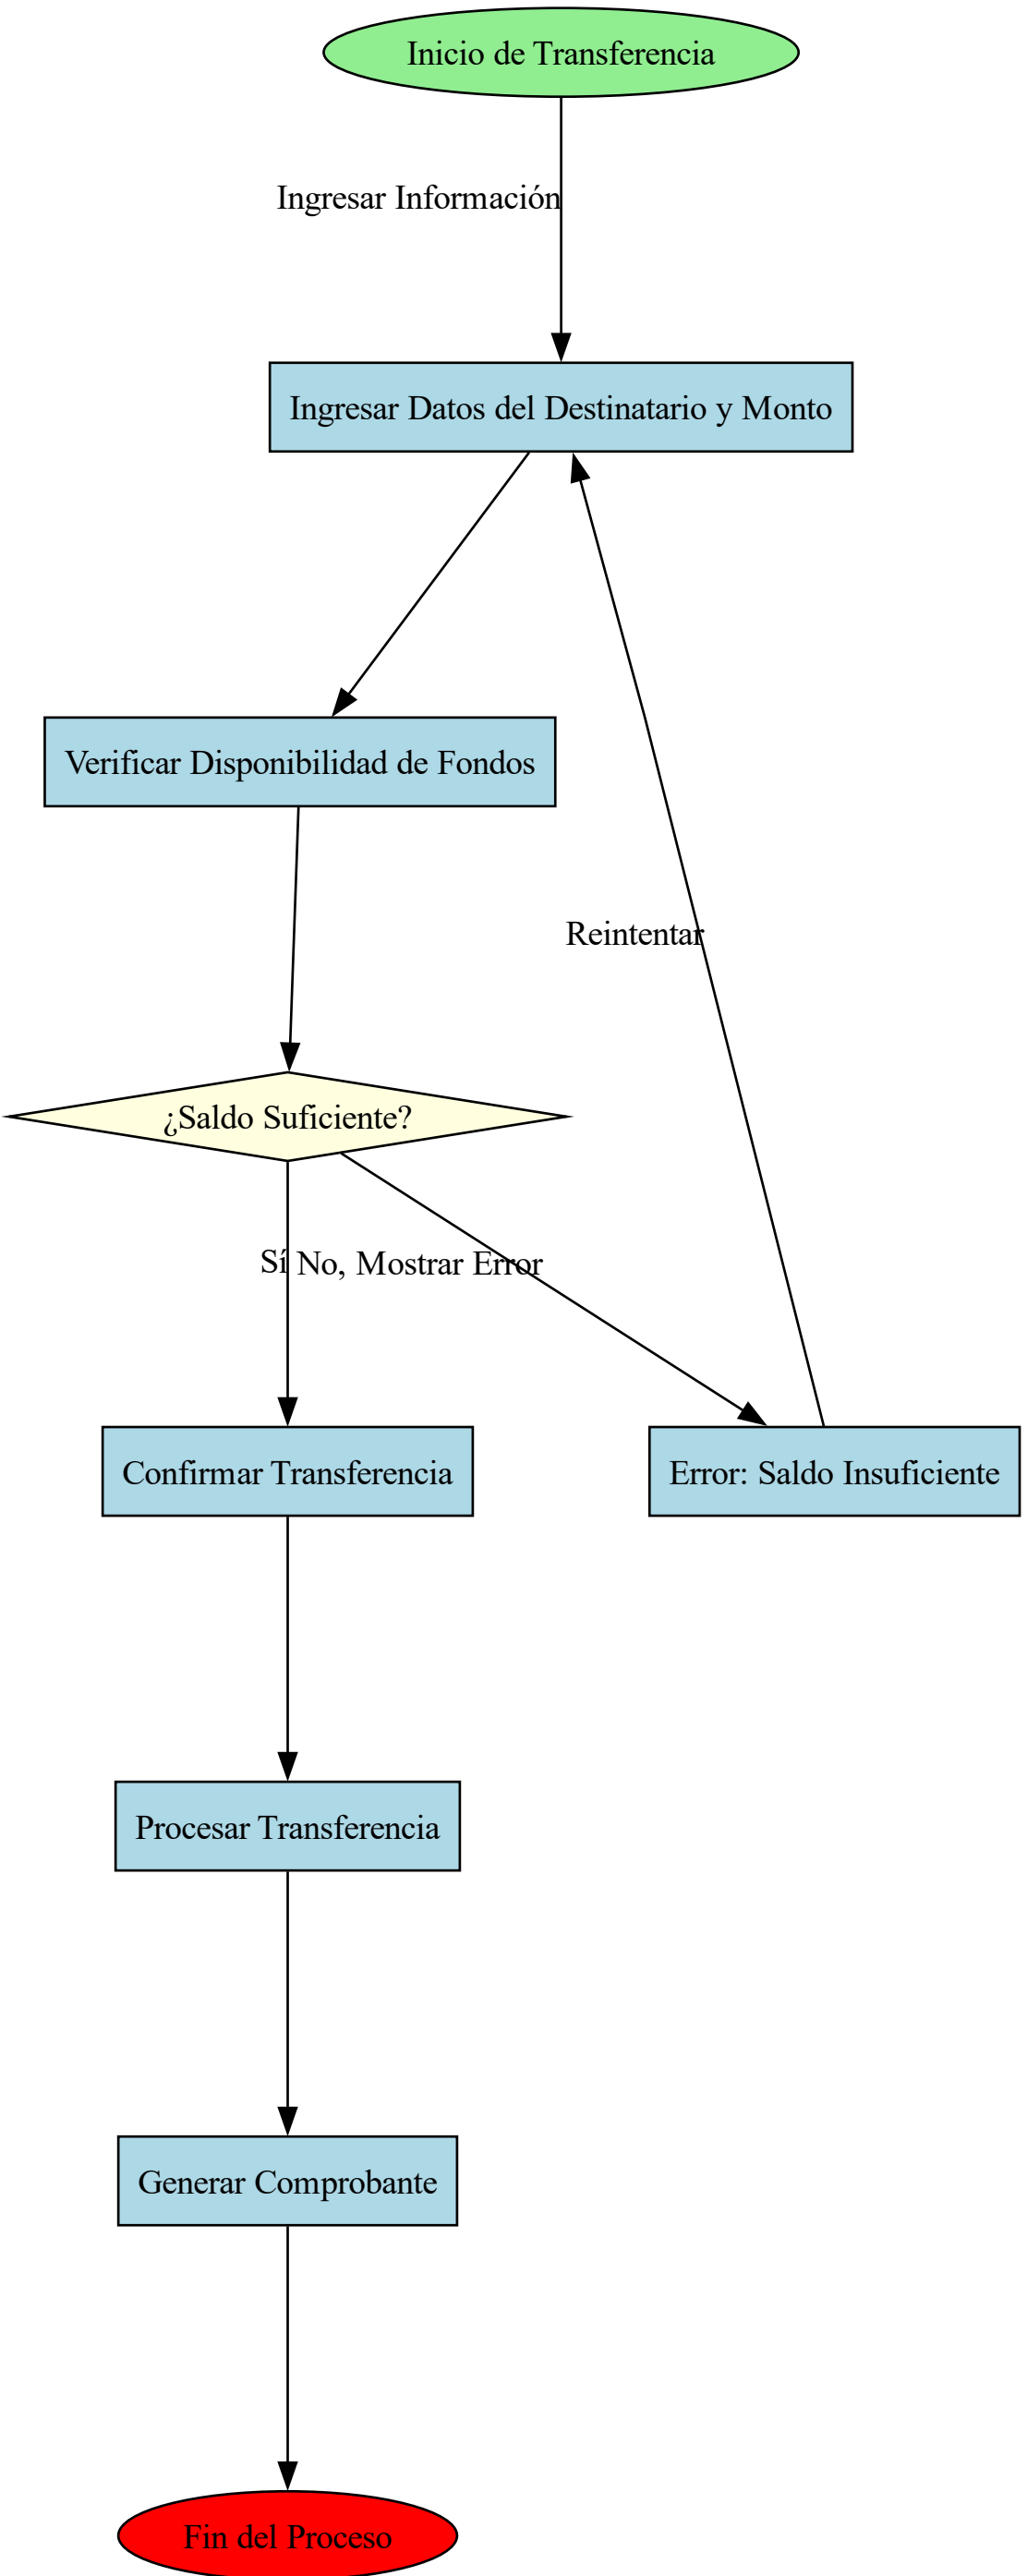 Inicio de Transferencia
Ingresar Información
Ingresar Datos del Destinatario y Monto
Verificar Disponibilidad de Fondos
Reintentar
¿Saldo Suficiente?
Sí
No, Mostrar Error
Confirmar Transferencia
Error: Saldo Insuficiente
Procesar Transferencia
Generar Comprobante
Fin del Proceso